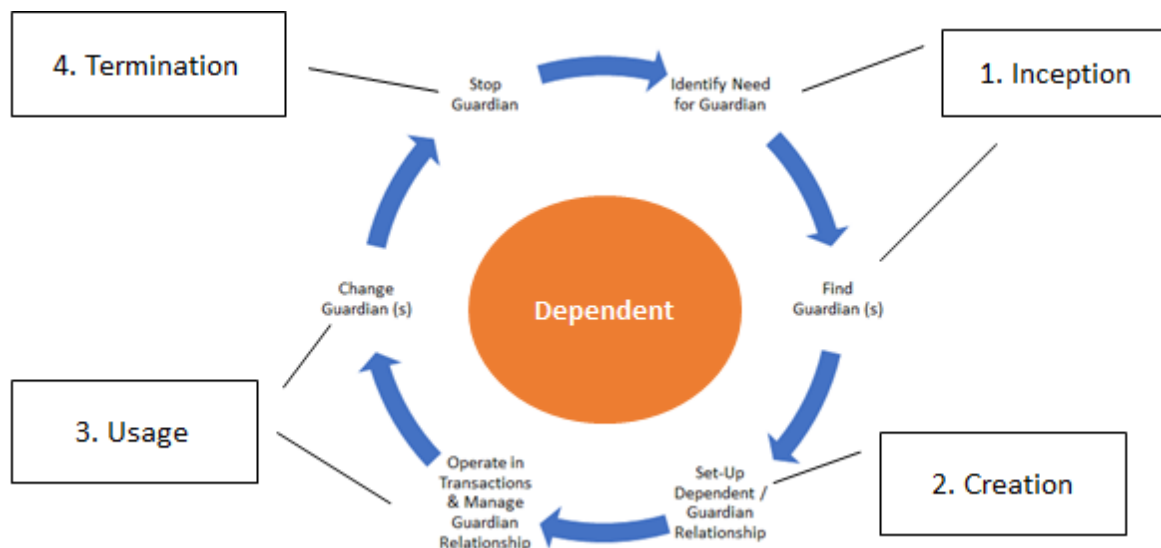 4. Termination
1. Inception
Stop
Guardian
Identify Need
for Guardian
Change
Guardian (s)
Dependent
Find
Guardian (s)
3. Usage
Operate in
Transactions
& Manage
Guardian
Relationship
Set-Up
Dependent /
Guardian
Relationship
2. Creation